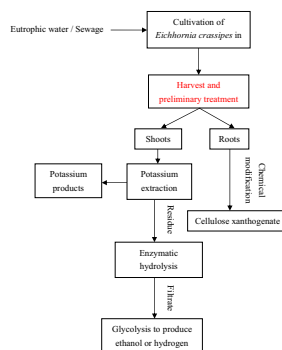 Eutrophic water / Sewage
Cultivation of
Eichhornia crassipes in
Harvest and
preliminary treatment
Shoots
Roots
Potassium
products
Potassium
extraction
Chemical
modification
Cellulose xanthogenate
Residue
Enzymatic
hydrolysis
Filtrate
Glycolysis to produce
ethanol or hydrogen